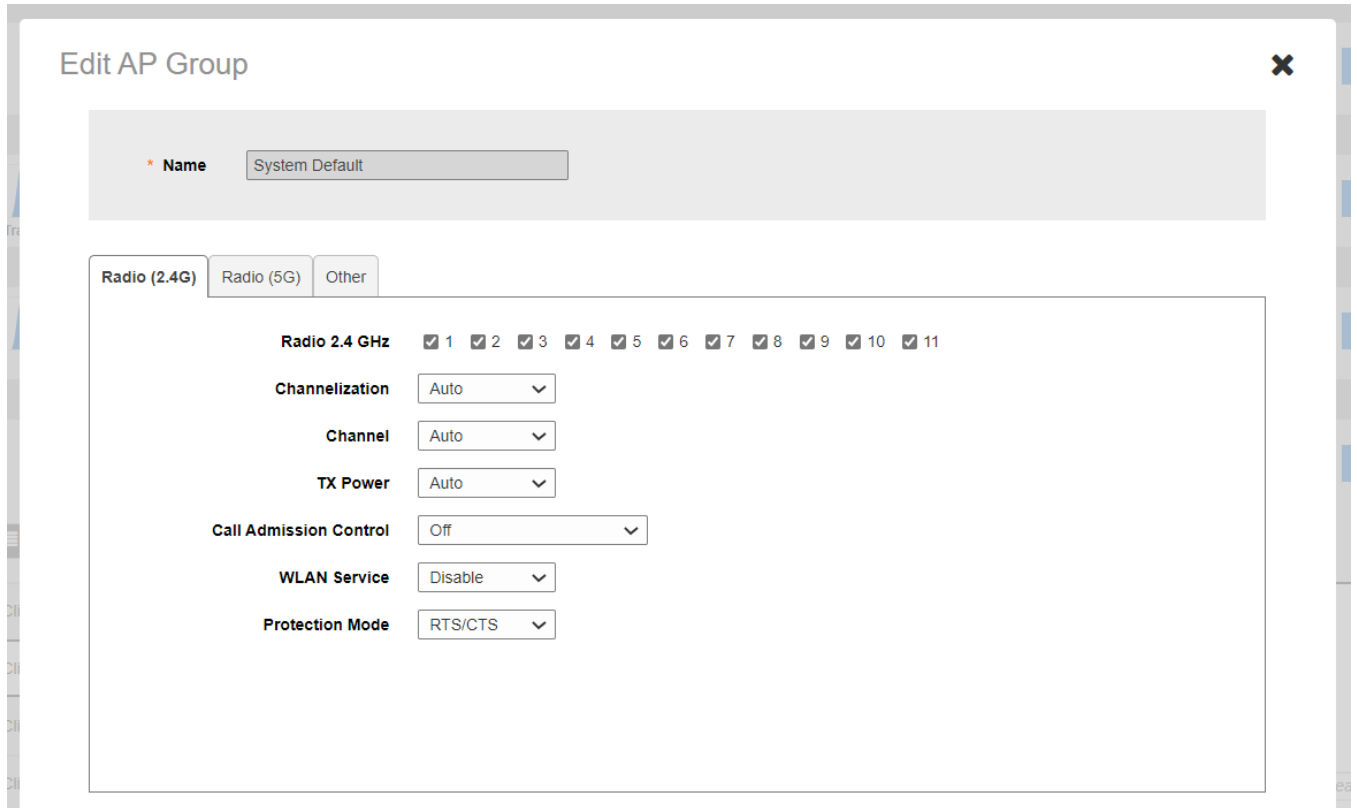 Edit AP Group
* Name System Default
Radio (2.4G) Radio (5G) Other
Radio 2.4 GHz 1 2 3 4 5 6 7 8 9 10 11
Channelization Auto
Channel Auto
TX Power Auto
Call Admission Control Off
WLAN Service Disable
Protection Mode RTS/CTS